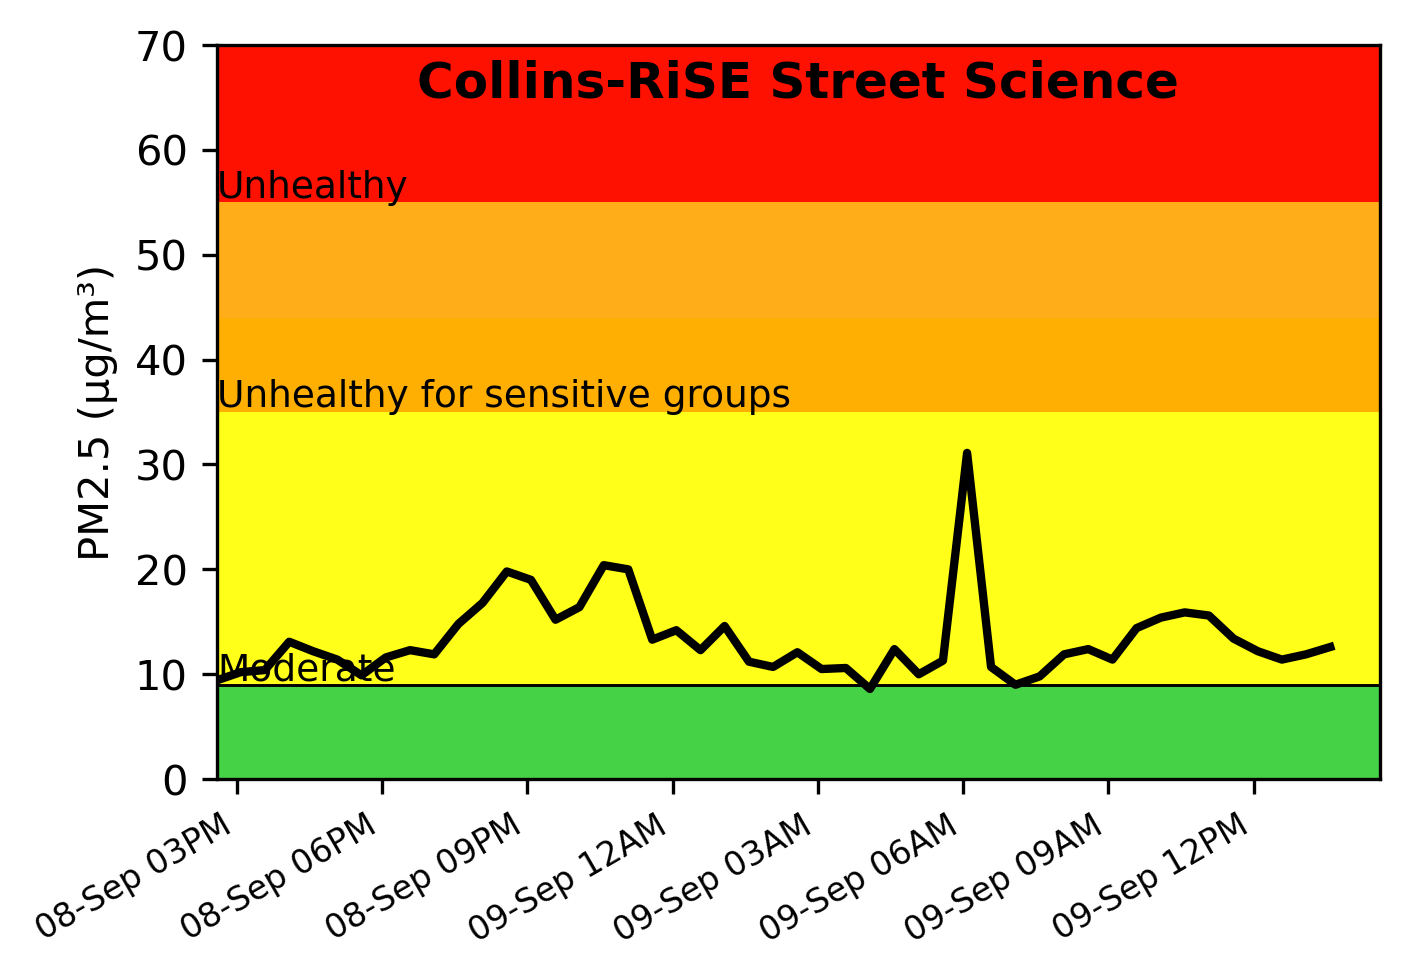 Collins-RiSE Street Science
PM2.5 (µg/m³)
70
60
50
40
30
20
10
0
Unhealthy
Unhealthy for sensitive groups
Moderate
08-Sep 03PM
08-Sep 06PM
08-Sep 09PM
09-Sep 12AM
09-Sep 03AM
09-Sep 06AM
09-Sep 09AM
09-Sep 12PM